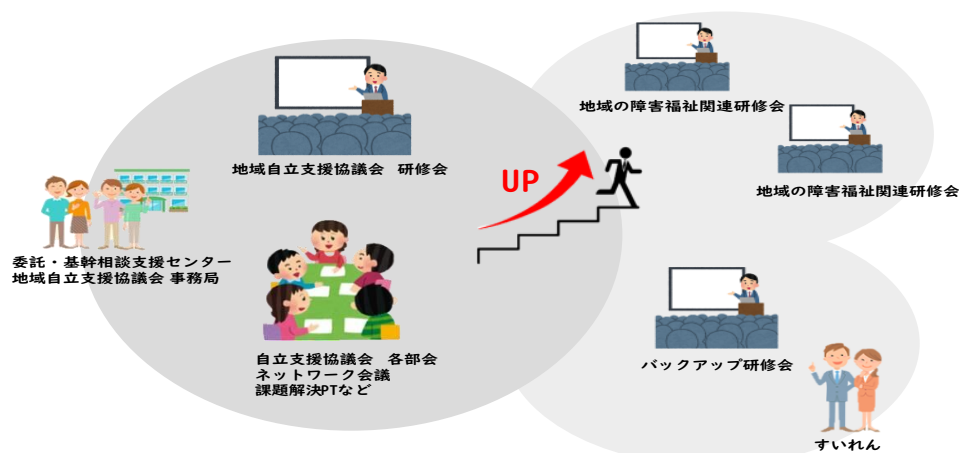 地域の障害福祉関連研修会
地域自立支援協議会 研修会
地域の障害福祉関連研修会
UP
委託・基幹相談支援センター
地域自立支援協議会 事務局
自立支援協議会 各部会
ネットワーク会議
課題解決PTなど
バックアップ研修会
すいれん